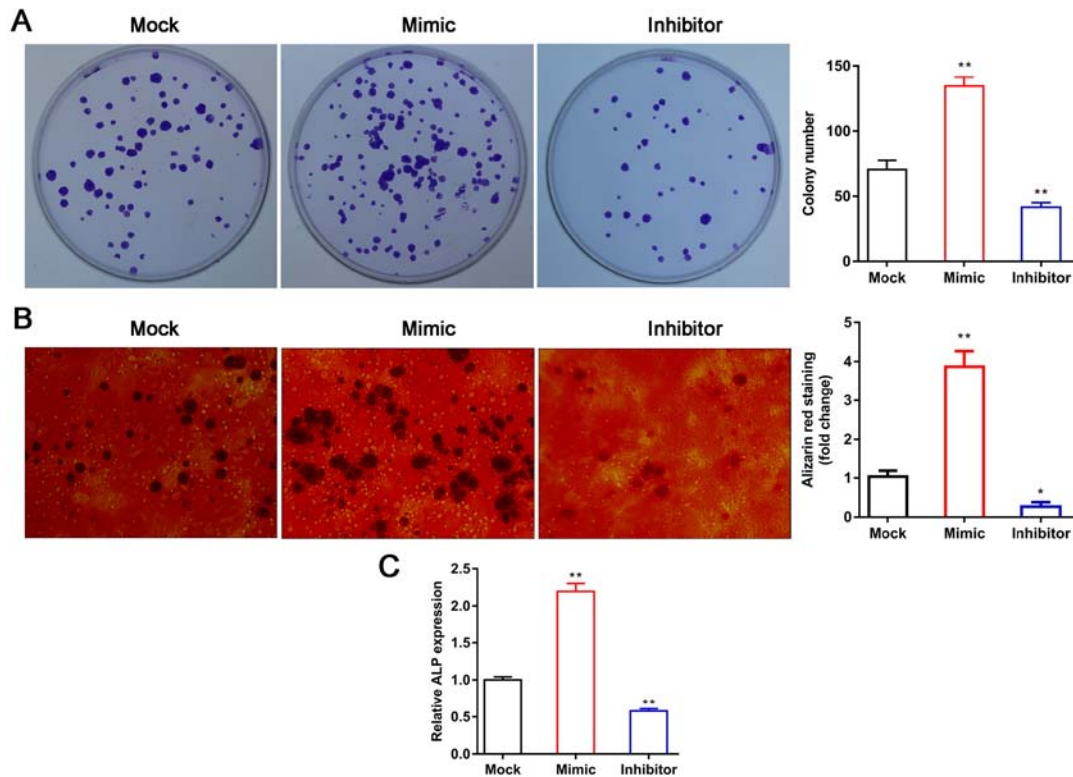 A
Mock Mimic Inhibitor
Colony number
150
100
50
0
**
**
Mock Mimic Inhibitor
B
Mock Mimic Inhibitor
Alizarin red staining
(fold change)
5
4
3
2
1
0
**
*
Mock Mimic Inhibitor
C
Relative ALP expression
2.5
2.0
1.5
1.0
0.5
0.0
**
**
Mock Mimic Inhibitor